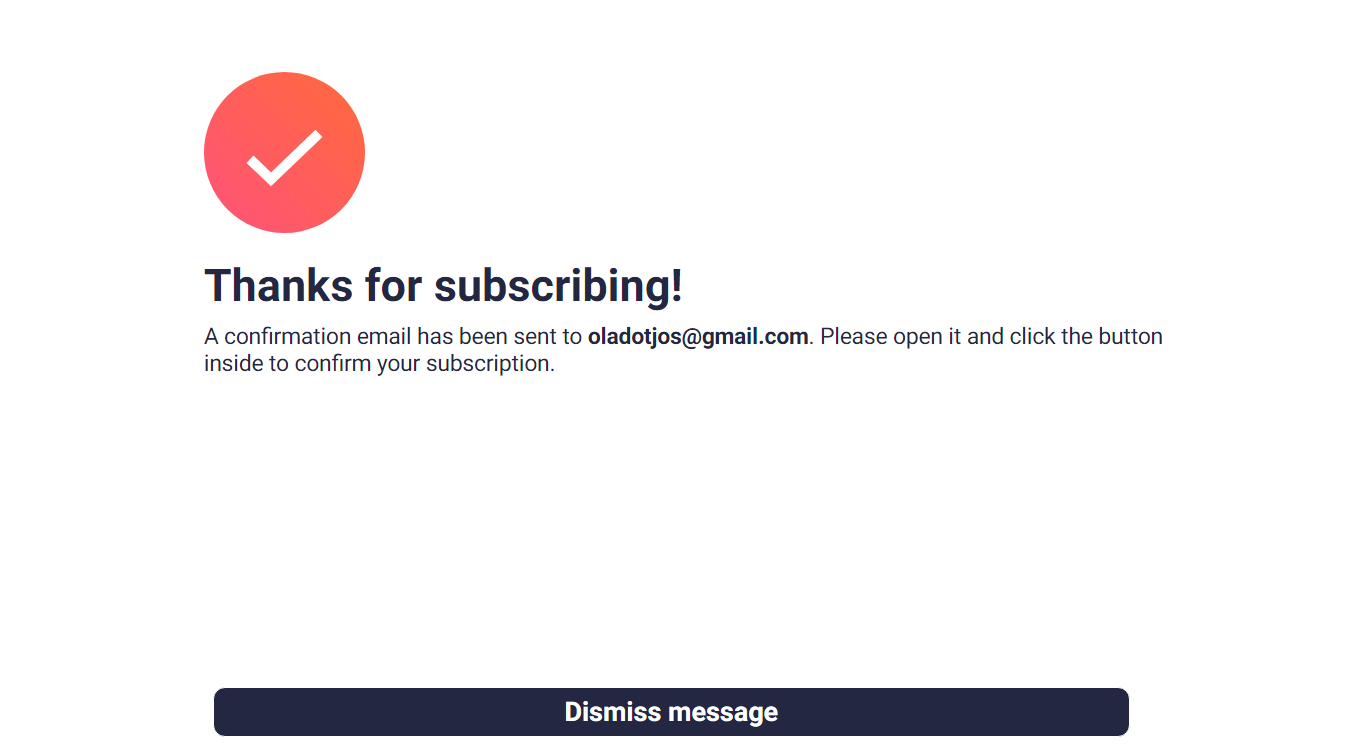 Thanks for subscribing!
A confirmation email has been sent to oladotjos@gmail.com. Please open it and click the button
inside to confirm your subscription.
Dismiss message